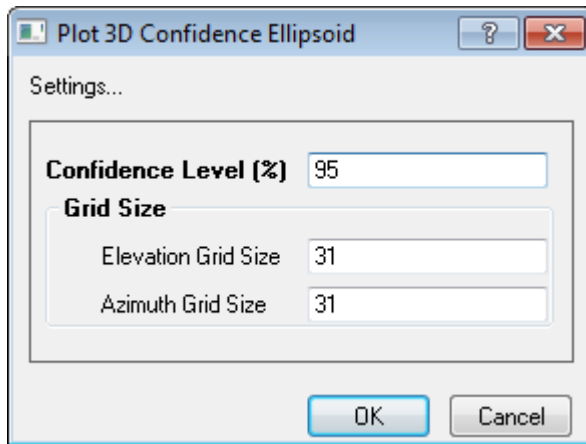 Plot 3D Confidence Ellipsoid
?
Settings...
Confidence Level (%) 95
Grid Size
Elevation Grid Size 31
Azimuth Grid Size 31
OK Cancel